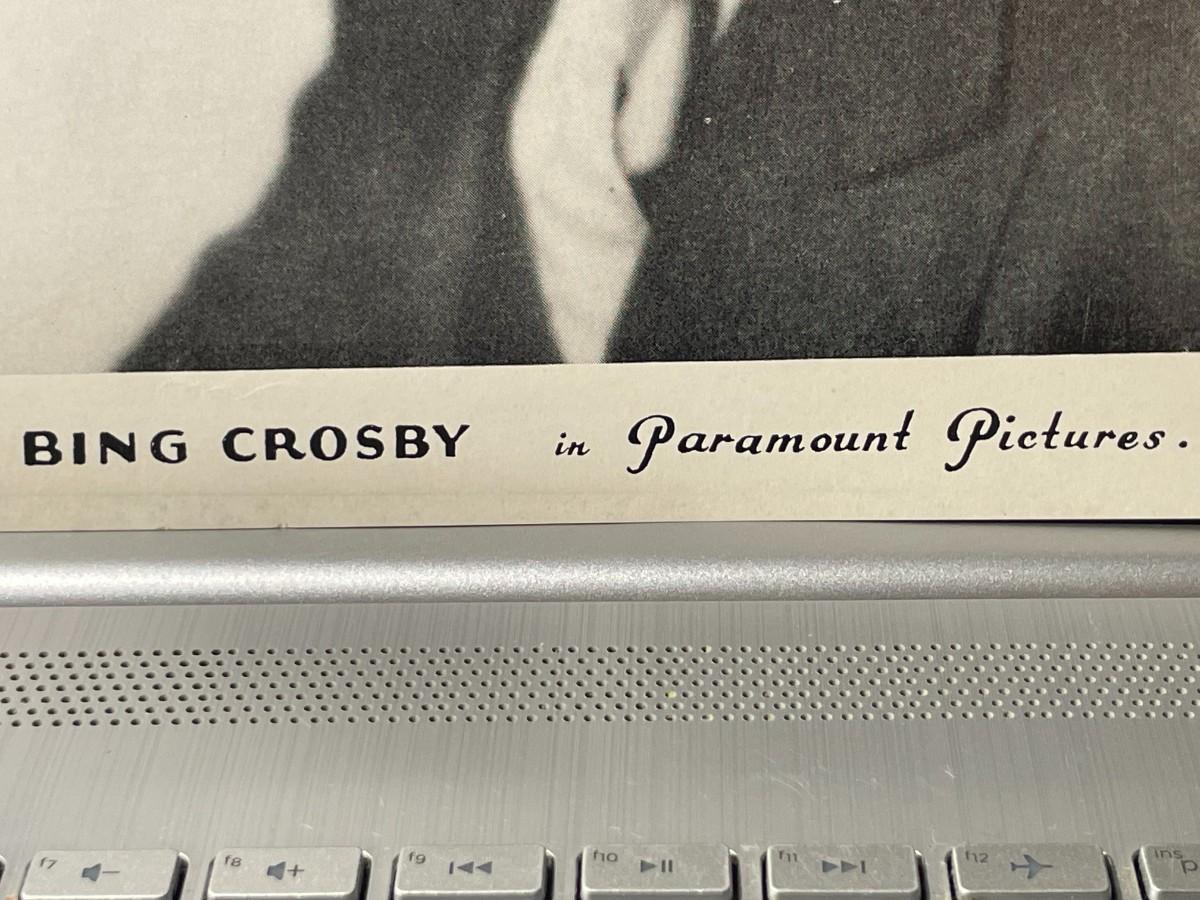 BING CROSBY in Paramount Pictures.
f7 f8 f9 f10 f11 f12 ins